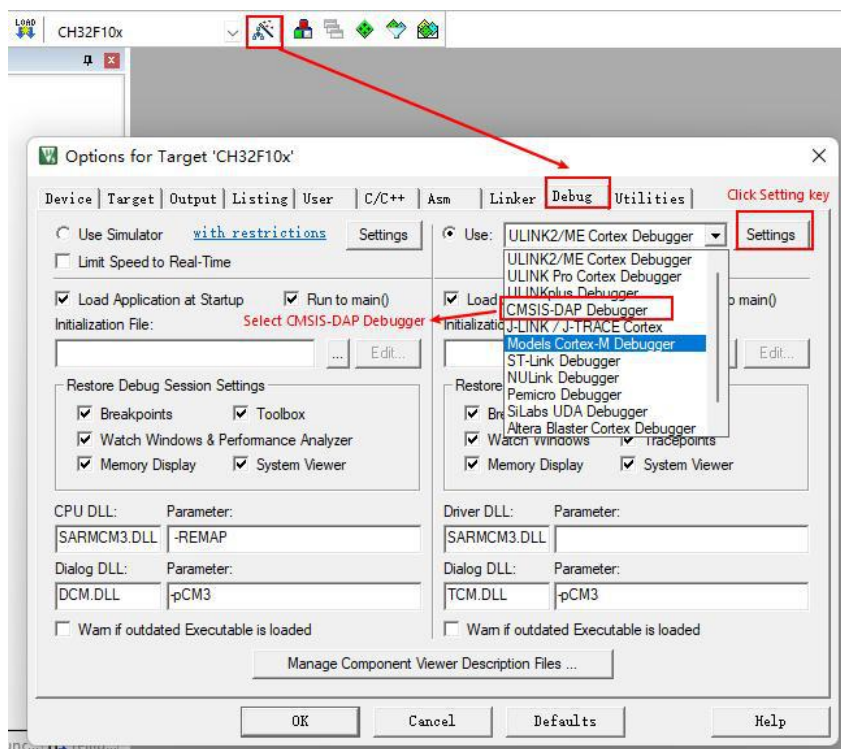 LOAD
CH32F10x
Options for Target 'CH32F10x'
Device Target Output Listing User C/C++ Asm Linker Debug Utilities
Click Setting key
Use Simulator with restrictions Settings
Use: ULINK2/ME Cortex Debugger Settings
Limit Speed to Real-Time
ULINK2/ME Cortex Debugger
ULINK Pro Cortex Debugger
ULINKplus Debugger
CMSIS-DAP Debugger
J-LINK / J-TRACE Cortex
Models Cortex-M Debugger
ST-Link Debugger
NULink Debugger
Pemicro Debugger
SiLabs UDA Debugger
Altera Blaster Cortex Debugger
Load Application at Startup Run to main()
Load o main()
Initialization File: Select CMSIS-DAP Debugger
Initializatio
... Edit...
Edit...
Restore Debug Session Settings
Restore
Breakpoints Toolbox
Br
Watch Windows & Performance Analyzer
Watch Windows Tracepoints
Memory Display System Viewer
Memory Display System Viewer
CPU DLL: Parameter:
Driver DLL: Parameter:
SARMCM3.DLL -REMAP
SARMCM3.DLL
Dialog DLL: Parameter:
Dialog DLL: Parameter:
DCM.DLL -pCM3
TCM.DLL -pCM3
Warn if outdated Executable is loaded
Warn if outdated Executable is loaded
Manage Component Viewer Description Files ...
OK Cancel Defaults Help